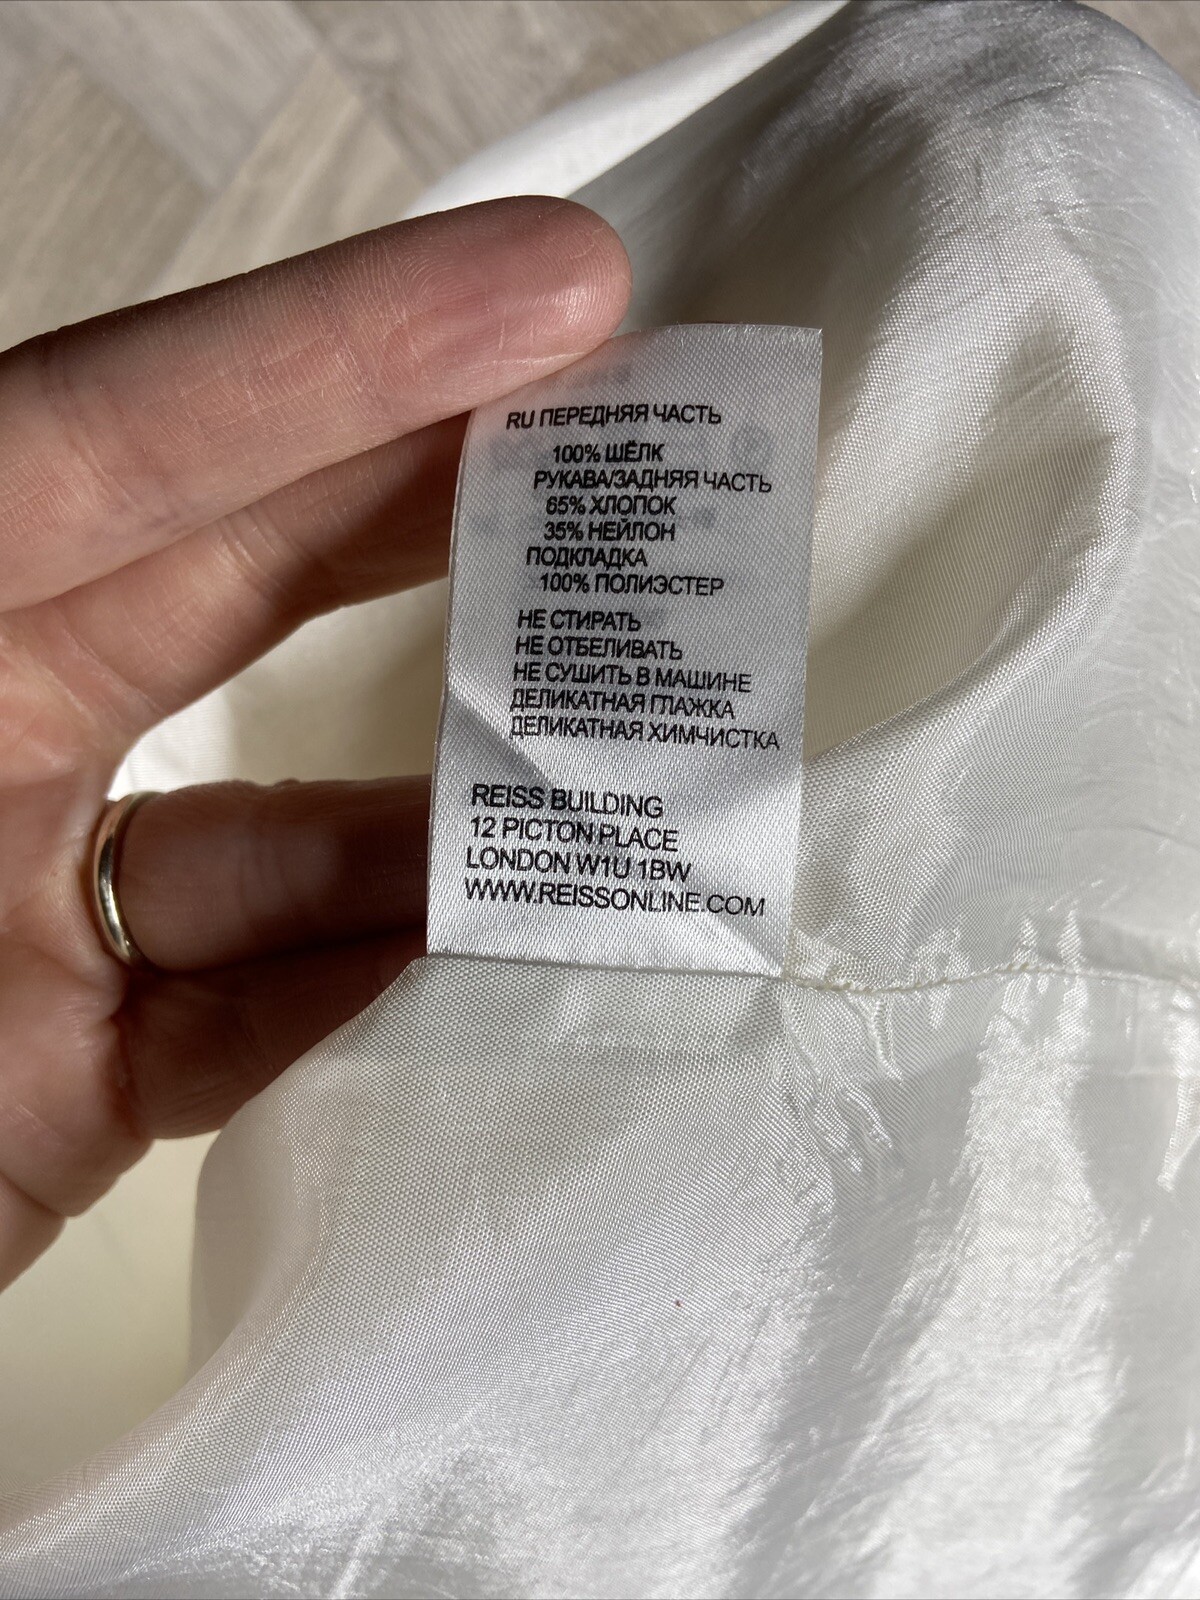 RU ПЕРЕДНЯЯ ЧАСТЬ
100% ШЁЛК
РУКАВА/ЗАДНЯЯ ЧАСТЬ
65% ХЛОПОК
35% НЕЙЛОН
ПОДКЛАДКА
100% ПОЛИЭСТЕР
НЕ СТИРАТЬ
НЕ ОТБЕЛИВАТЬ
НЕ СУШИТЬ В МАШИНЕ
ДЕЛИКАТНАЯ ГЛАЖКА
ДЕЛИКАТНАЯ ХИМЧИСТКА
REISS BUILDING
12 PICTON PLACE
LONDON W1U 1BW
WWW.REISSONLINE.COM